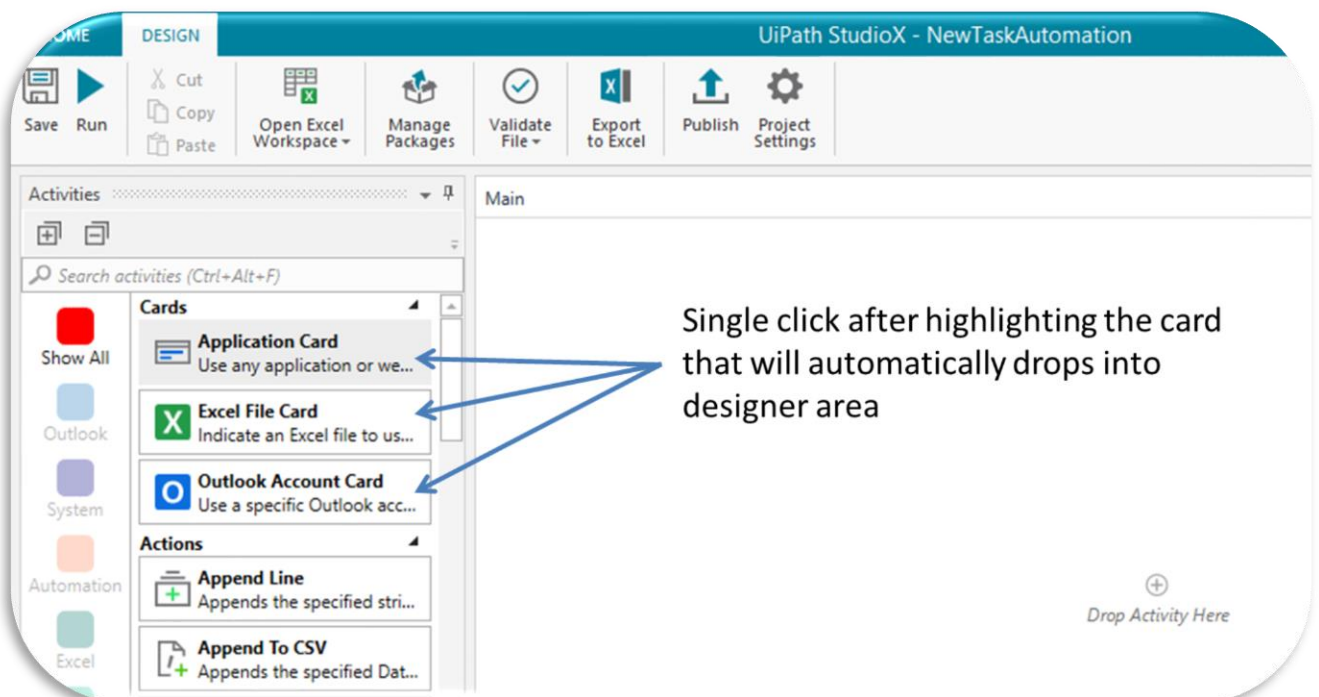 DESIGN
UiPath StudioX - NewTaskAutomation
Save
Run
Cut
Copy
Paste
Open Excel
Workspace
Manage
Packages
Validate
File
Export
to Excel
Publish
Project
Settings
Activities
Main
Search activities (Ctrl+Alt+F)
Show All
Outlook
System
Automation
Excel
Cards
Application Card
Use any application or we...
Excel File Card
Indicate an Excel file to us...
Outlook Account Card
Use a specific Outlook acc...
Actions
Append Line
Appends the specified stri...
Append To CSV
Appends the specified Dat...
Single click after highlighting the card
that will automatically drops into
designer area
Drop Activity Here